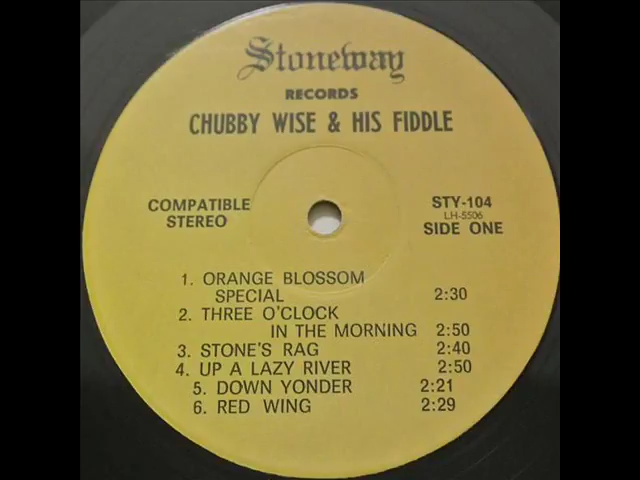 Stoneway
RECORDS
CHUBBY WISE & HIS FIDDLE
COMPATIBLE
STEREO
STY-104
LH-5506
SIDE ONE
1. ORANGE BLOSSOM
SPECIAL 2:30
2. THREE O'CLOCK
IN THE MORNING 2:50
3. STONE'S RAG 2:40
4. UP A LAZY RIVER 2:50
5. DOWN YONDER 2:21
6. RED WING 2:29